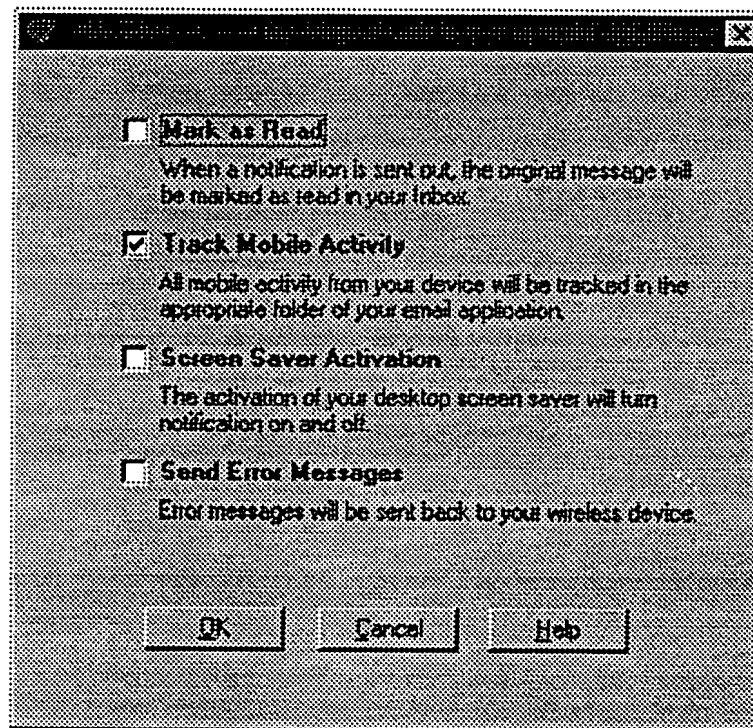 Mark as Read
When a notification is sent out, the original message will
be marked as read in your Inbox.
Track Mobile Activity
All mobile activity from your device will be tracked in the
appropriate folder of your email application.
Screen Saver Activation
The activation of your desktop screen saver will turn
notification on and off.
Send Error Messages
Error messages will be sent back to your wireless device.
OK
Cancel
Help